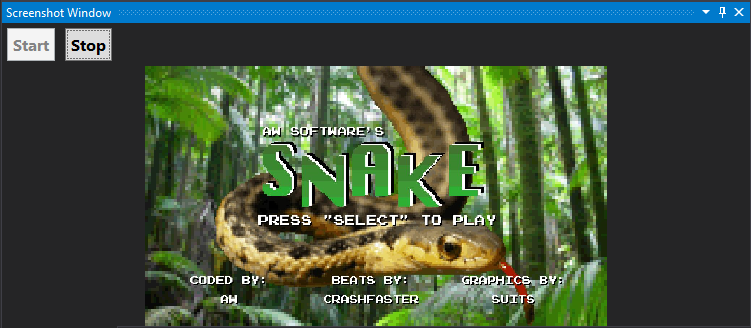 Screenshot Window
Start Stop
AW SOFTWARE'S
SNAKE
PRESS "SELECT" TO PLAY
CODED BY: BEATS BY: GRAPHICS BY:
AW CRASHFASTER SUITS